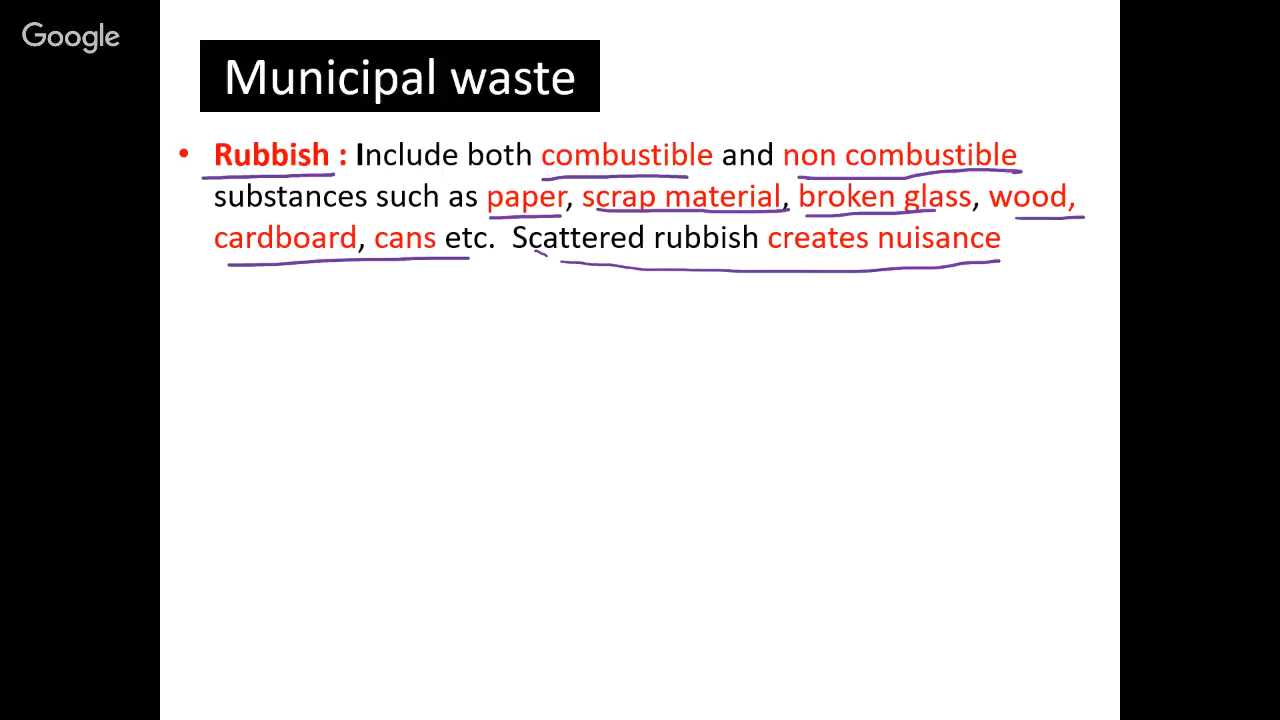 Google
Municipal waste
• Rubbish : Include both combustible and non combustible
substances such as paper, scrap material, broken glass, wood,
cardboard, cans etc. Scattered rubbish creates nuisance